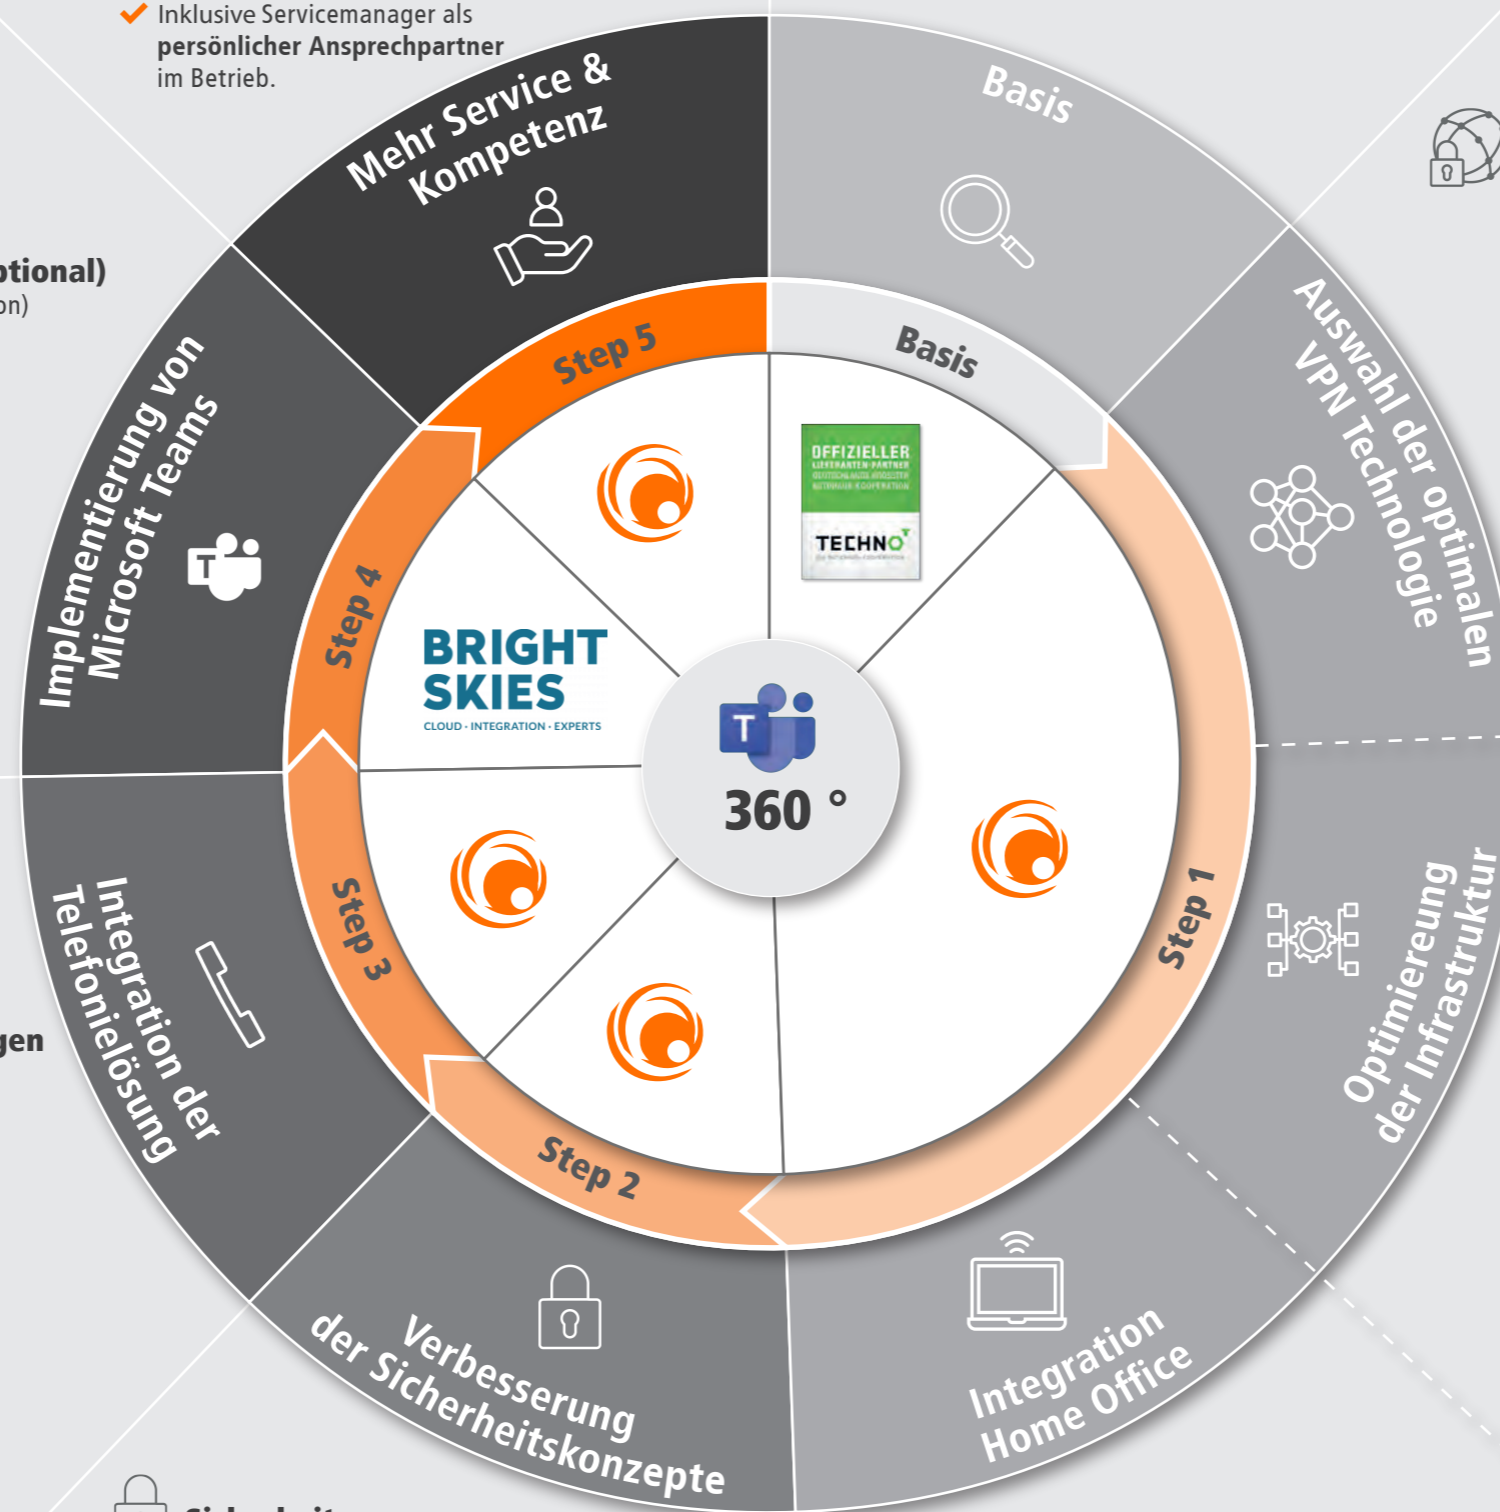 Inklusive Servicemanager als
persönlicher Ansprechpartner
im Betrieb.
Mehr Service &
Kompetenz
Basis
Auswahl der optimalen
VPN Technologie
Optimiereung
der Infrastruktur
Integration
Home Office
Verbesserung
der Sicherheitskonzepte
Integration der
Telefonielösung
Implementierung von
Microsoft Teams
T
Basis
Step 1
Step 2
Step 3
Step 4
Step 5
OFFIZIELLER
LIEFERANTEN-PARTNER
TECHNO
BRIGHT
SKIES
CLOUD · INTEGRATION · EXPERTS
T
360 °
ptional)
on)
gen